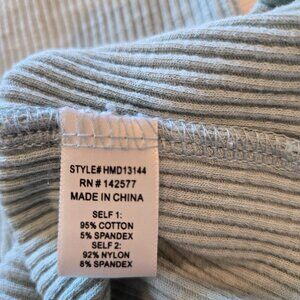 STYLE# HMD13144
RN # 142577
MADE IN CHINA
SELF 1:
95% COTTON
5% SPANDEX
SELF 2:
92% NYLON
8% SPANDEX